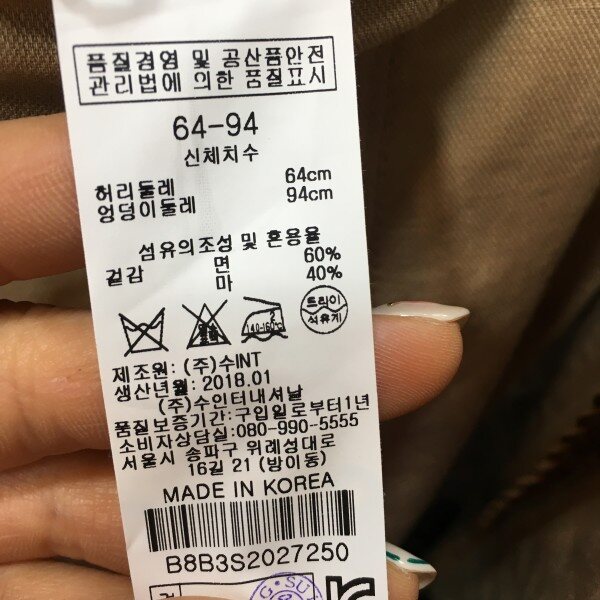 품질경영 및 공산품안전
관리법에 의한 품질표시
64-94
신체치수
허리둘레 64cm
엉덩이둘레 94cm
섬유의조성 및 혼용율
겉감 면 60%
마 40%
드라이
석유계
제조원: (주)수INT
생산년월: 2018.01
(주)수인터내셔날
품질보증기간: 구입일로부터1년
소비자상담실: 080-990-5555
서울시 송파구 위례성대로
16길 21 (방이동)
MADE IN KOREA
B8B3S2027250